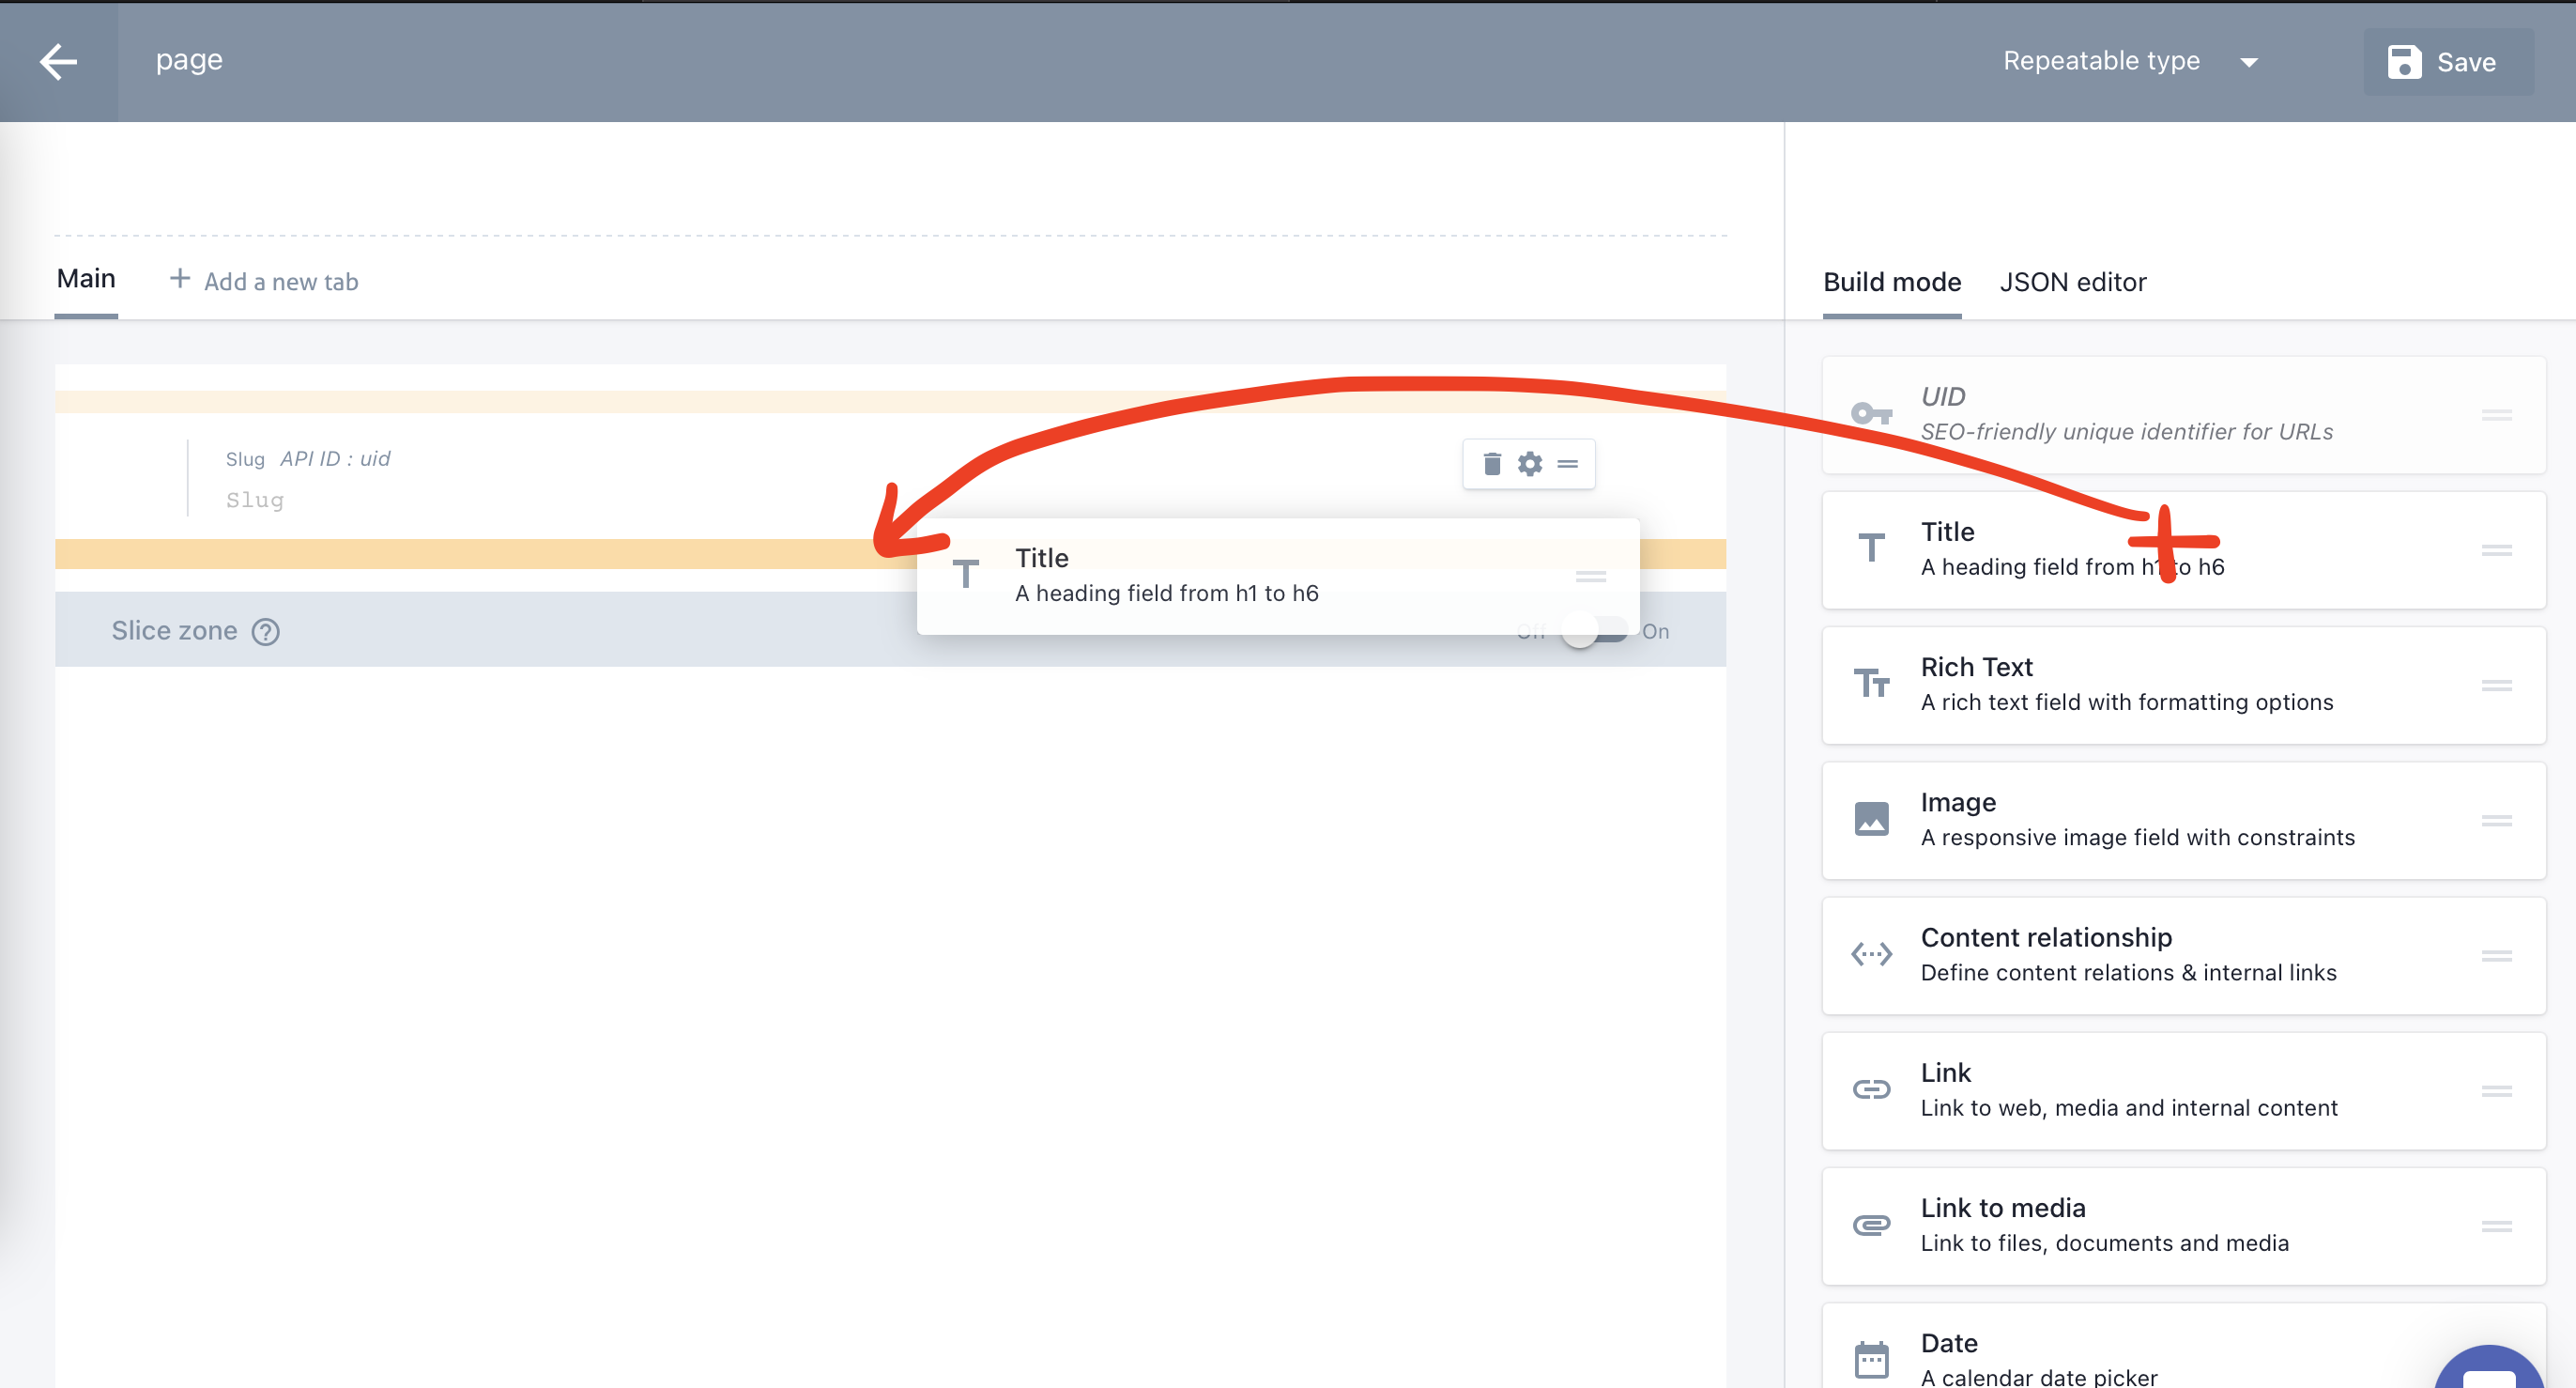 page
Repeatable type
Save
Main
+ Add a new tab
Build mode
JSON editor
Slug API ID : uid
Slug
Title
A heading field from h1 to h6
Slice zone ?
Off
On
UID
SEO-friendly unique identifier for URLs
Title
A heading field from h1 to h6
Rich Text
A rich text field with formatting options
Image
A responsive image field with constraints
Content relationship
Define content relations & internal links
Link
Link to web, media and internal content
Link to media
Link to files, documents and media
Date
A calendar date picker